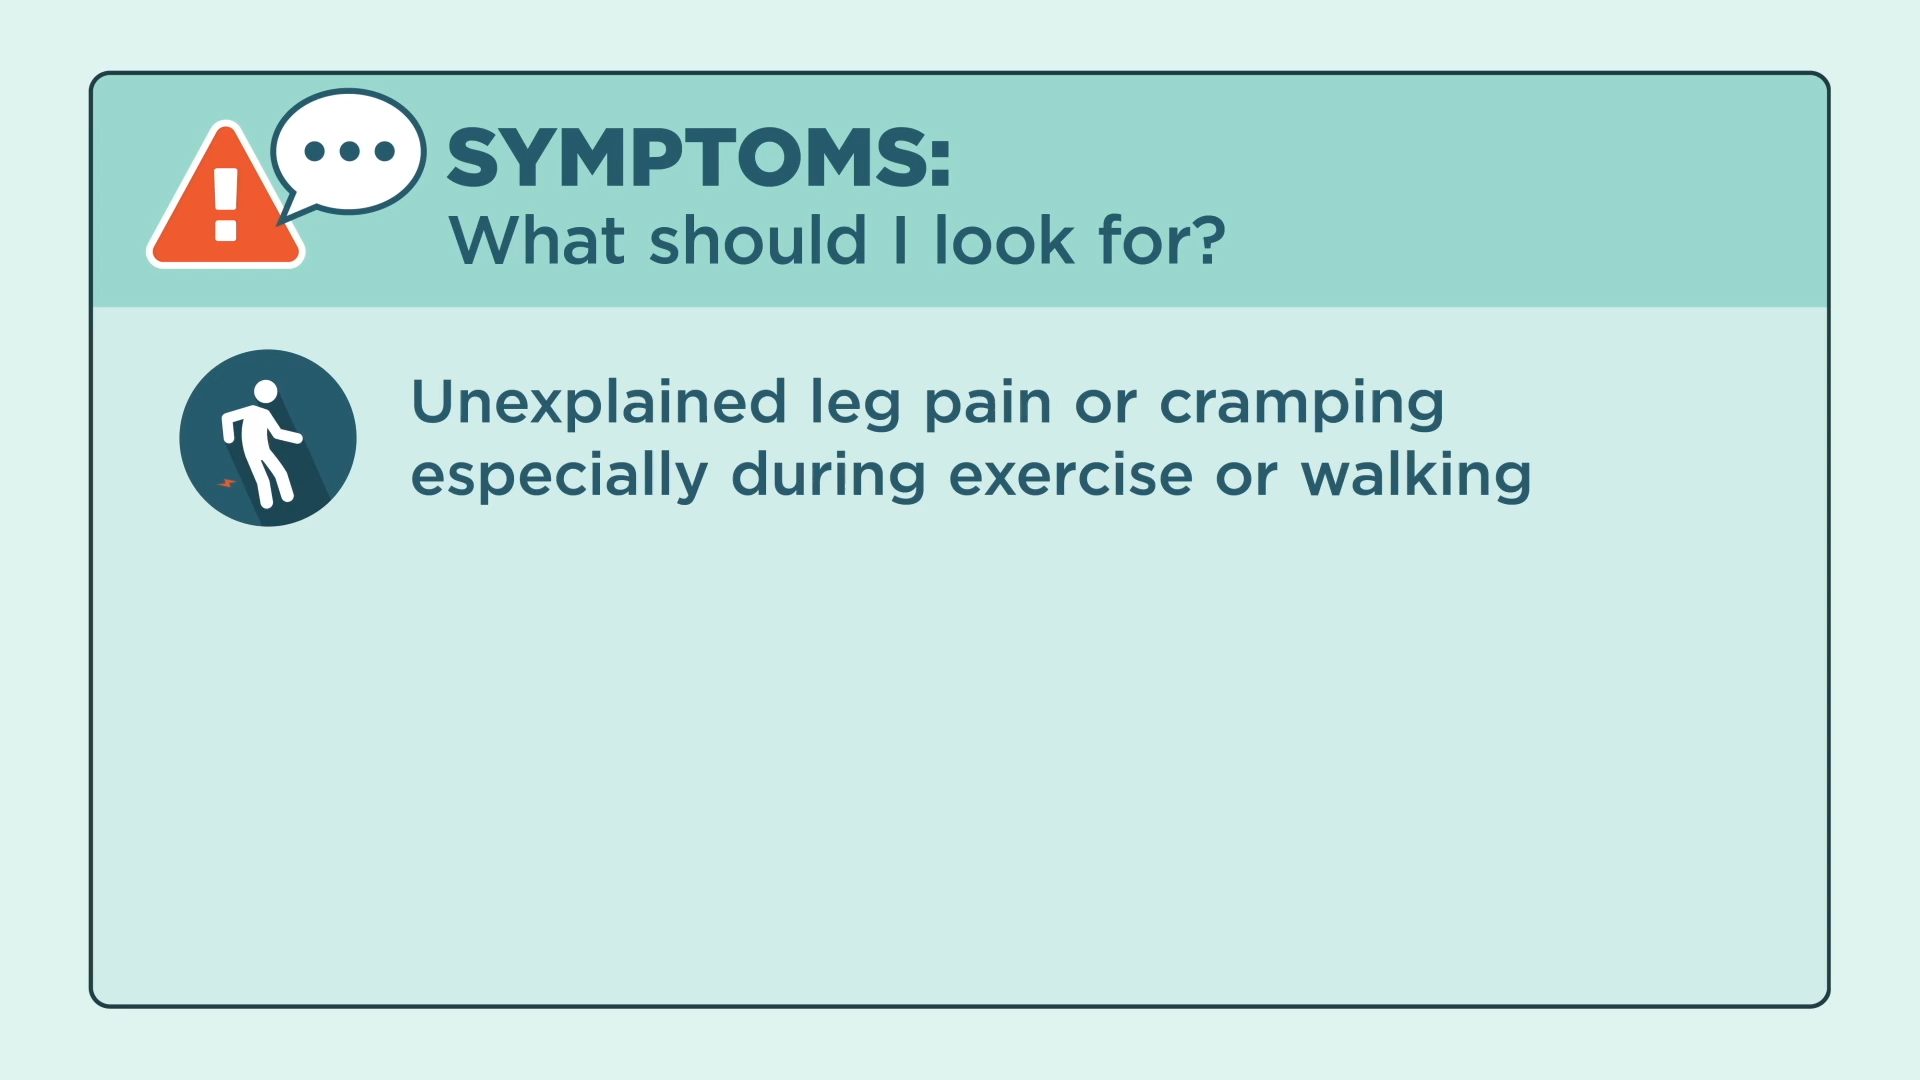 SYMPTOMS:
What should I look for?
Unexplained leg pain or cramping
especially during exercise or walking